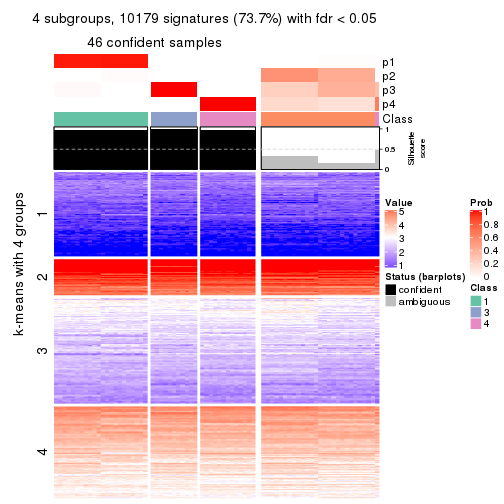 4 subgroups, 10179 signatures (73.7%) with fdr < 0.05
46 confident samples
p1
p2
p3
p4
Class
1
0.5
0
Silhouette
score
k-means with 4 groups
1
2
3
4
Value
5
4
3
2
1
Status (barplots)
confident
ambiguous
Prob
1
0.8
0.6
0.4
0.2
0
Class
1
3
4